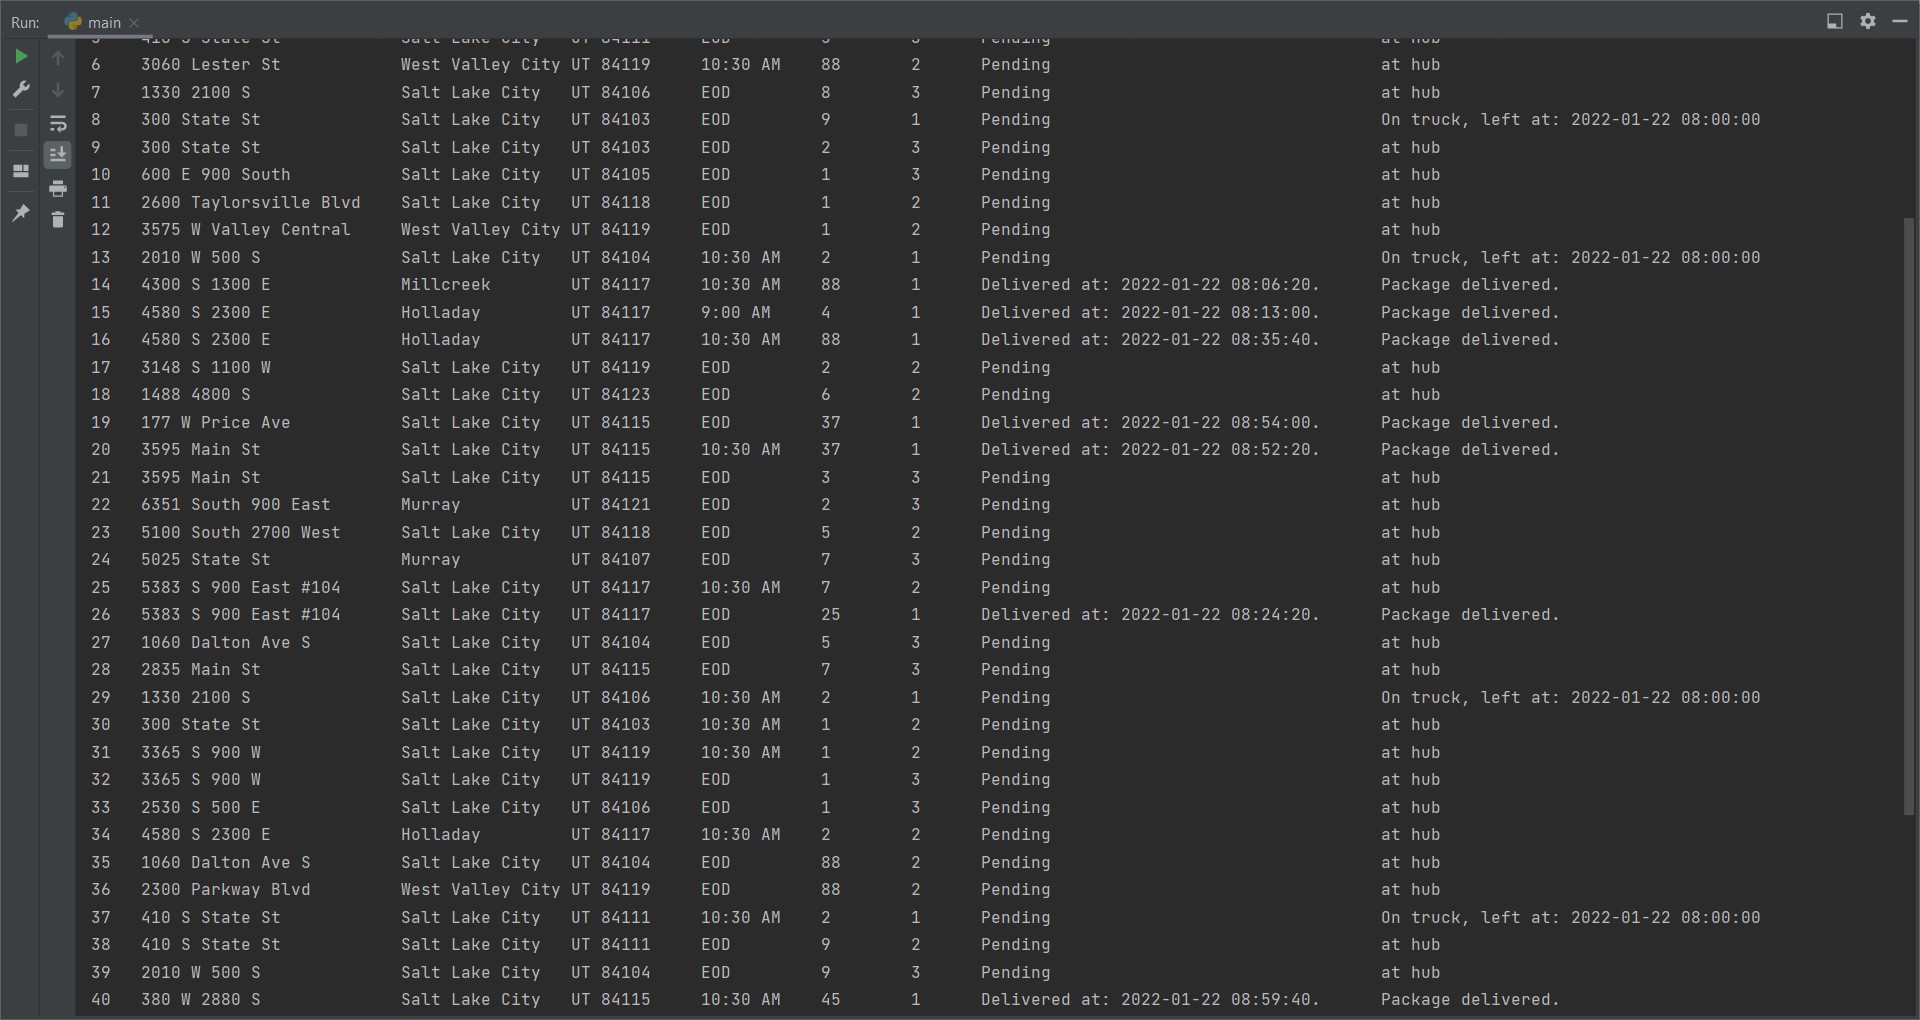 Run: main
5 410 S State St Salt Lake City UT 84111 EOD 5 3 Pending at hub
6 3060 Lester St West Valley City UT 84119 10:30 AM 88 2 Pending at hub
7 1330 2100 S Salt Lake City UT 84106 EOD 8 3 Pending at hub
8 300 State St Salt Lake City UT 84103 EOD 9 1 Pending On truck, left at: 2022-01-22 08:00:00
9 300 State St Salt Lake City UT 84103 EOD 2 3 Pending at hub
10 600 E 900 South Salt Lake City UT 84105 EOD 1 3 Pending at hub
11 2600 Taylorsville Blvd Salt Lake City UT 84118 EOD 1 2 Pending at hub
12 3575 W Valley Central West Valley City UT 84119 EOD 1 2 Pending at hub
13 2010 W 500 S Salt Lake City UT 84104 10:30 AM 2 1 Pending On truck, left at: 2022-01-22 08:00:00
14 4300 S 1300 E Millcreek UT 84117 10:30 AM 88 1 Delivered at: 2022-01-22 08:06:20. Package delivered.
15 4580 S 2300 E Holladay UT 84117 9:00 AM 4 1 Delivered at: 2022-01-22 08:13:00. Package delivered.
16 4580 S 2300 E Holladay UT 84117 10:30 AM 88 1 Delivered at: 2022-01-22 08:35:40. Package delivered.
17 3148 S 1100 W Salt Lake City UT 84119 EOD 2 2 Pending at hub
18 1488 4800 S Salt Lake City UT 84123 EOD 6 2 Pending at hub
19 177 W Price Ave Salt Lake City UT 84115 EOD 37 1 Delivered at: 2022-01-22 08:54:00. Package delivered.
20 3595 Main St Salt Lake City UT 84115 10:30 AM 37 1 Delivered at: 2022-01-22 08:52:20. Package delivered.
21 3595 Main St Salt Lake City UT 84115 EOD 3 3 Pending at hub
22 6351 South 900 East Murray UT 84121 EOD 2 3 Pending at hub
23 5100 South 2700 West Salt Lake City UT 84118 EOD 5 2 Pending at hub
24 5025 State St Murray UT 84107 EOD 7 3 Pending at hub
25 5383 S 900 East #104 Salt Lake City UT 84117 10:30 AM 7 2 Pending at hub
26 5383 S 900 East #104 Salt Lake City UT 84117 EOD 25 1 Delivered at: 2022-01-22 08:24:20. Package delivered.
27 1060 Dalton Ave S Salt Lake City UT 84104 EOD 5 3 Pending at hub
28 2835 Main St Salt Lake City UT 84115 EOD 7 3 Pending at hub
29 1330 2100 S Salt Lake City UT 84106 10:30 AM 2 1 Pending On truck, left at: 2022-01-22 08:00:00
30 300 State St Salt Lake City UT 84103 10:30 AM 1 2 Pending at hub
31 3365 S 900 W Salt Lake City UT 84119 10:30 AM 1 2 Pending at hub
32 3365 S 900 W Salt Lake City UT 84119 EOD 1 3 Pending at hub
33 2530 S 500 E Salt Lake City UT 84106 EOD 1 3 Pending at hub
34 4580 S 2300 E Holladay UT 84117 10:30 AM 2 2 Pending at hub
35 1060 Dalton Ave S Salt Lake City UT 84104 EOD 88 2 Pending at hub
36 2300 Parkway Blvd West Valley City UT 84119 EOD 88 2 Pending at hub
37 410 S State St Salt Lake City UT 84111 10:30 AM 2 1 Pending On truck, left at: 2022-01-22 08:00:00
38 410 S State St Salt Lake City UT 84111 EOD 9 2 Pending at hub
39 2010 W 500 S Salt Lake City UT 84104 EOD 9 3 Pending at hub
40 380 W 2880 S Salt Lake City UT 84115 10:30 AM 45 1 Delivered at: 2022-01-22 08:59:40. Package delivered.